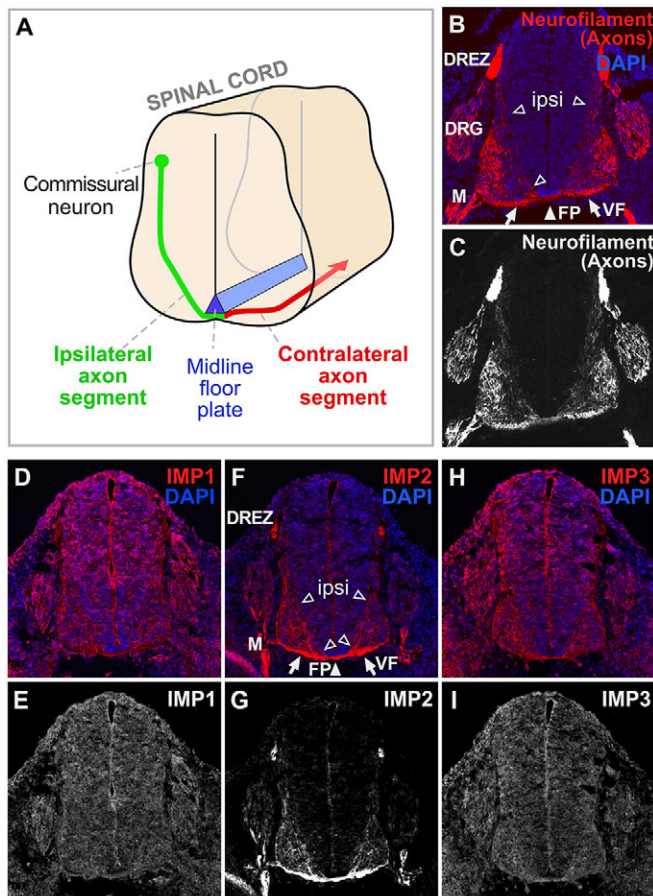 A
SPINAL CORD
Commissural
neuron
Ipsilateral
axon
segment
Midline
floor
plate
Contralateral
axon
segment
B
Neurofilament
(Axons)
DREZ
DAPI
ipsi
DRG
M
FP
VF
C
Neurofilament
(Axons)
D
IMP1
DAPI
F
IMP2
DAPI
DREZ
ipsi
M
FP
VF
H
IMP3
DAPI
E
IMP1
G
IMP2
I
IMP3